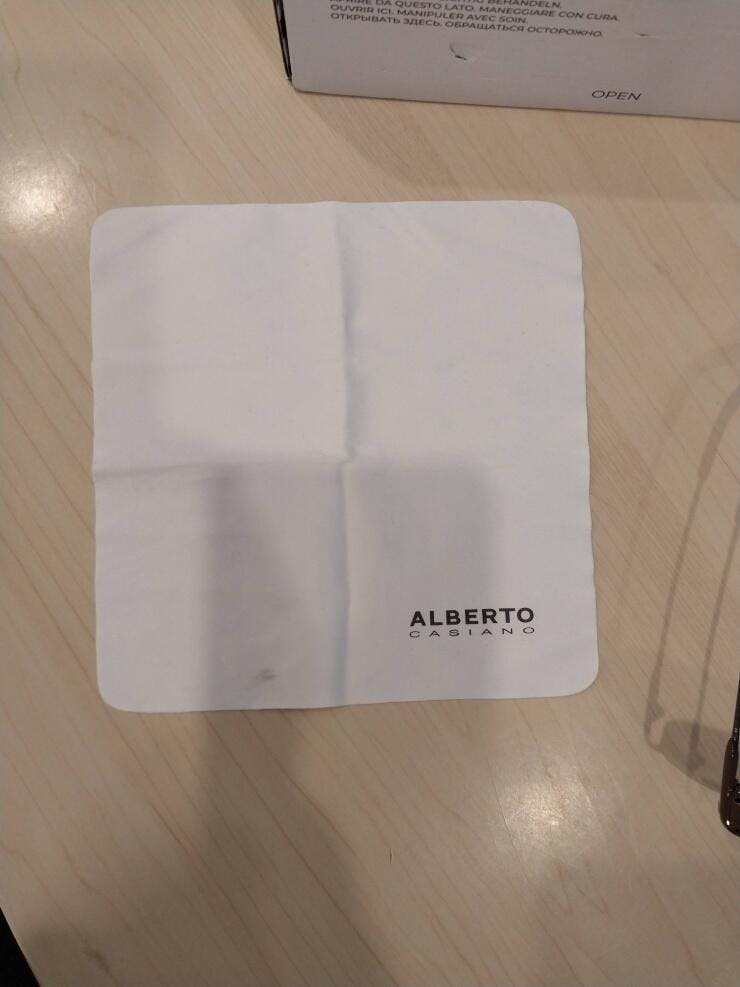 BEHANDELN.
APRIRE DA QUESTO LATO. MANEGGIARE CON CURA.
OUVRIR ICI. MANIPULER AVEC SOIN.
ОТКРЫВАТЬ ЗДЕСЬ. ОБРАЩАТЬСЯ ОСТОРОЖНО.
OPEN
ALBERTO
CASIANO